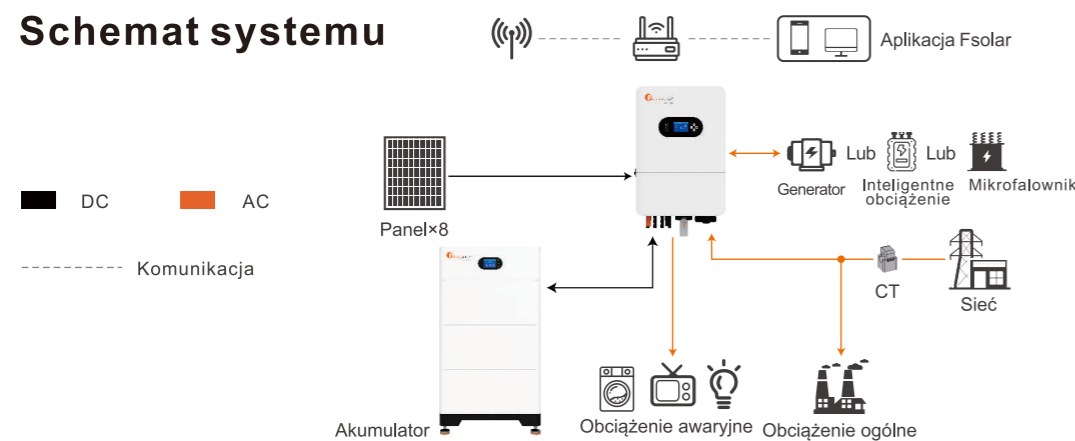 Schemat systemu
Aplikacja Fsolar
DC
AC
Komunikacja
Panel×8
Generator
Lub
Inteligentne
obciążenie
Lub
Mikrofalownik
CT
Sieć
Akumulator
Obciążenie awaryjne
Obciążenie ogólne